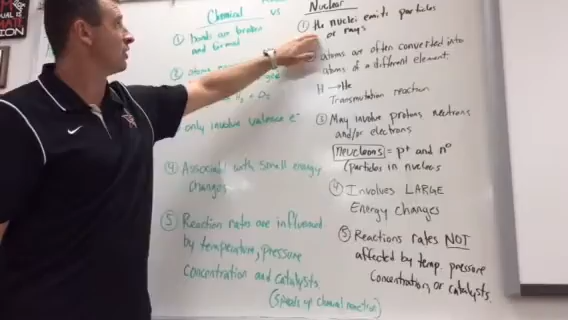 Chemical vs Nuclear
① bonds are broken
and formed
only involve valence e⁻
④ Associated with small energy
changes
⑤ Reaction rates are influenced
by temperature, pressure
concentration and catalysts
(speeds up chemical reaction)
① the nuclei emits particles
or rays
atoms are often converted into
atoms of a different element
H → He
Transmutation reaction
③ May involve protons, neutrons
and/or electrons
neucleons = p⁺ and n⁰
(particles in nucleus
④ Involves LARGE
Energy changes
⑤ Reactions rates NOT
affected by temp. pressure
concentration, or catalysts.